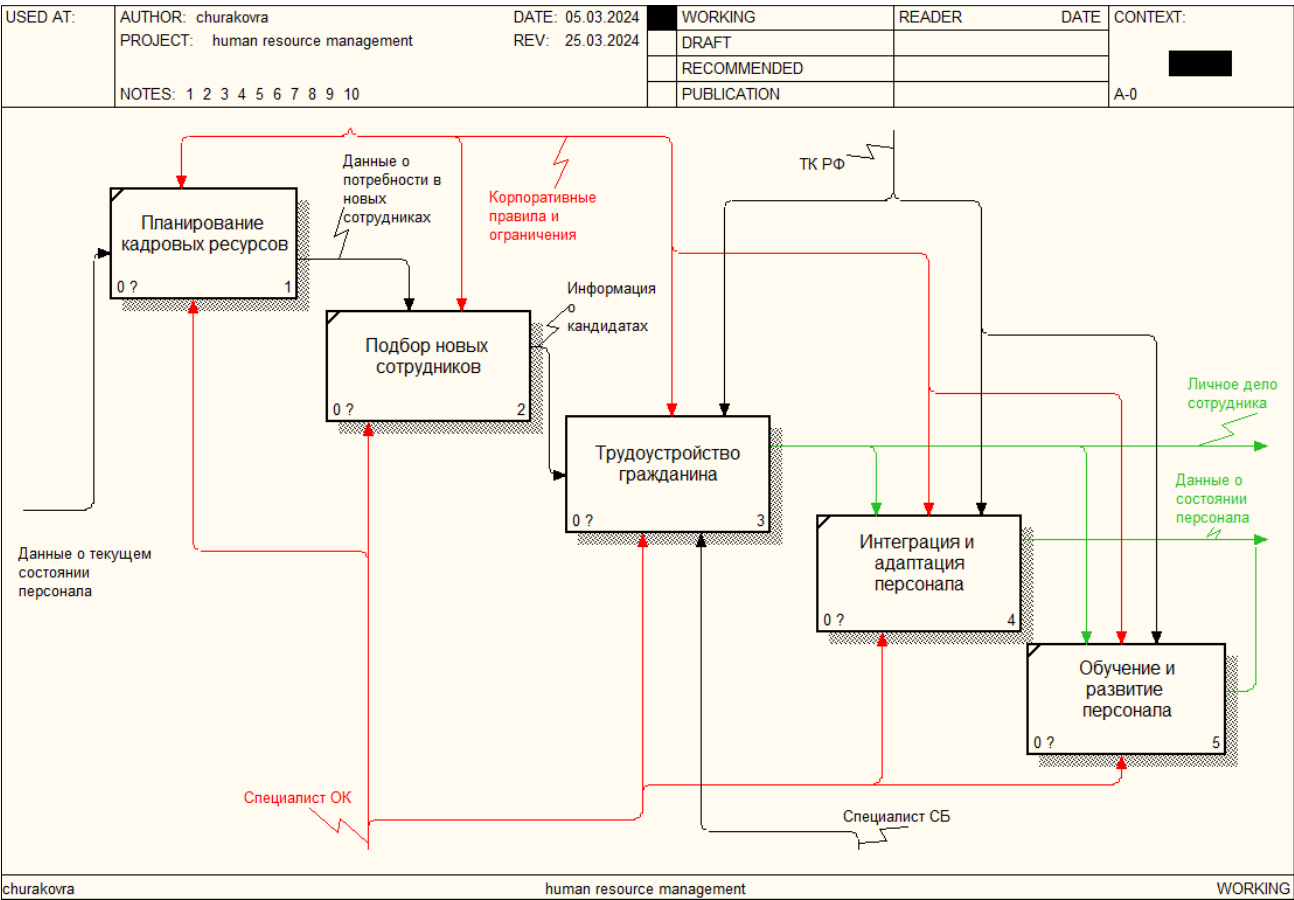 USED AT:
AUTHOR: churakovra
DATE: 05.03.2024
WORKING
READER
DATE
CONTEXT:
PROJECT: human resource management
REV: 25.03.2024
DRAFT
RECOMMENDED
NOTES: 1 2 3 4 5 6 7 8 9 10
PUBLICATION
A-0
Данные о
потребности в
новых
сотрудниках
ТК РФ
Корпоративные
правила и
ограничения
Планирование
кадровых ресурсов
0 ?
1
Информация
о
кандидатах
Подбор новых
сотрудников
0 ?
2
Личное дело
сотрудника
Трудоустройство
гражданина
0 ?
3
Данные о
состоянии
персонала
Данные о текущем
состоянии
персонала
Интеграция и
адаптация
персонала
0 ?
4
Обучение и
развитие
персонала
0 ?
5
Специалист ОК
Специалист СБ
churakovra
human resource management
WORKING